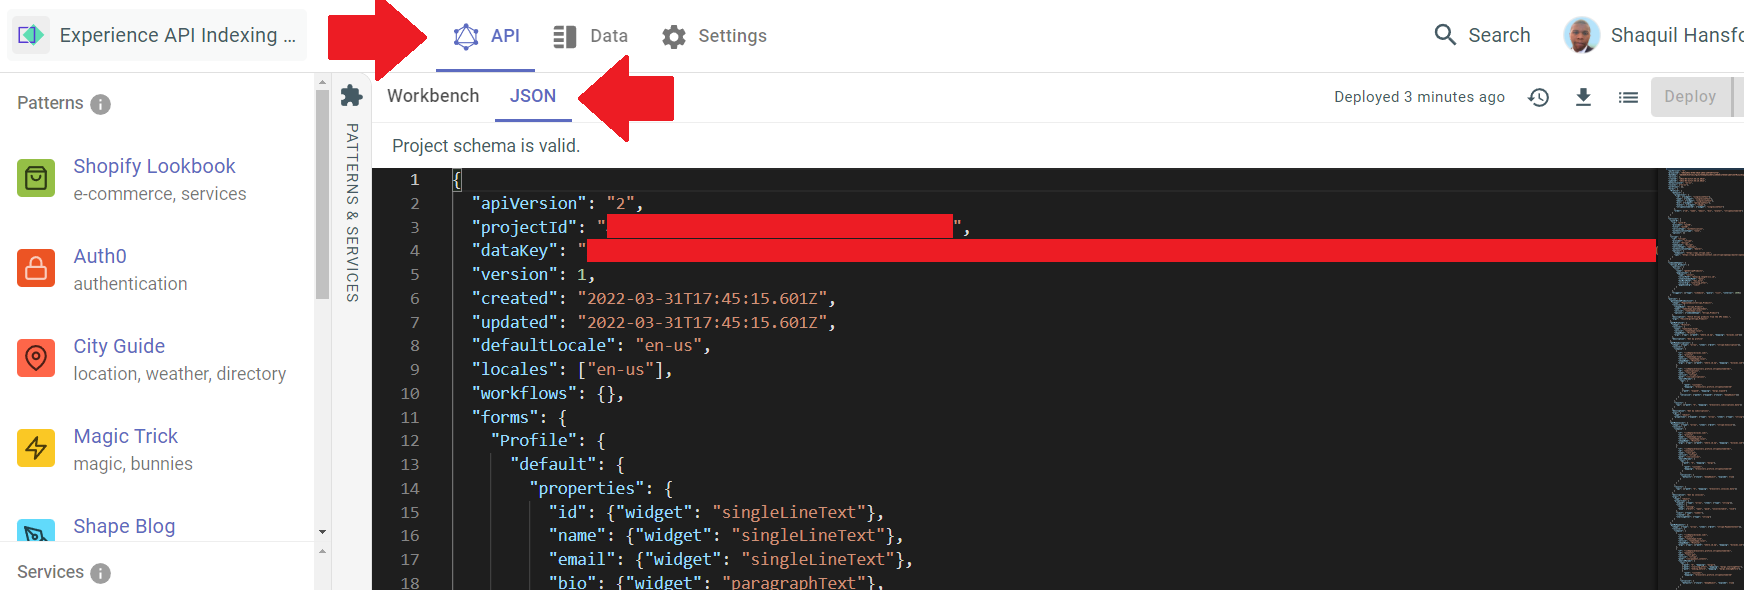 Experience API Indexing ...
API
Data
Settings
Search
Shaquil Hansfo
Patterns
Workbench
JSON
Deployed 3 minutes ago
Deploy
PATTERNS & SERVICES
Project schema is valid.
Shopify Lookbook
e-commerce, services
Auth0
authentication
City Guide
location, weather, directory
Magic Trick
magic, bunnies
Shape Blog
Services
1 {
2 "apiVersion": "2",
3 "projectId": " ",
4 "dataKey": "
5 "version": 1,
6 "created": "2022-03-31T17:45:15.601Z",
7 "updated": "2022-03-31T17:45:15.601Z",
8 "defaultLocale": "en-us",
9 "locales": ["en-us"],
10 "workflows": {},
11 "forms": {
12 "Profile": {
13 "default": {
14 "properties": {
15 "id": {"widget": "singleLineText"},
16 "name": {"widget": "singleLineText"},
17 "email": {"widget": "singleLineText"},
18 "bio": {"widget": "paragraphText"},